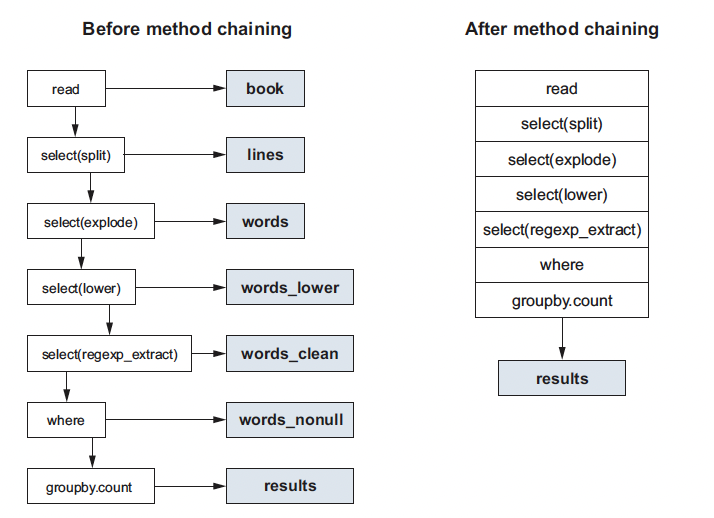 Before method chaining
After method chaining
read
book
select(split)
lines
select(explode)
words
select(lower)
words_lower
select(regexp_extract)
words_clean
where
words_nonull
groupby.count
results
read
select(split)
select(explode)
select(lower)
select(regexp_extract)
where
groupby.count
results